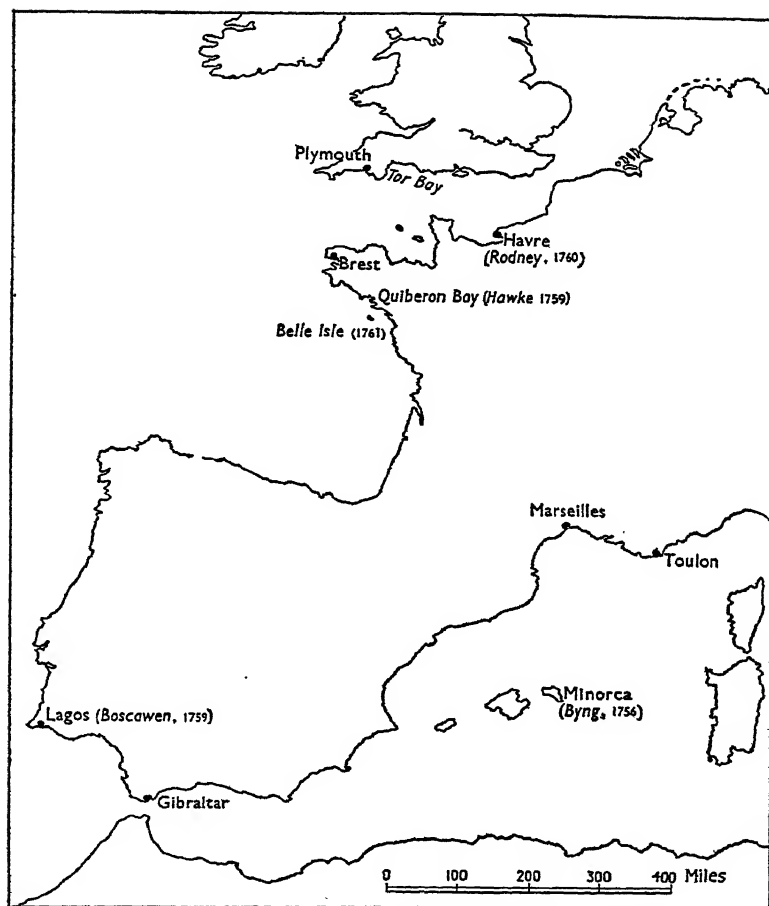 Plymouth
Tor Bay
Havre
(Rodney, 1760)
Brest
Quiberon Bay (Hawke 1759)
Belle Isle (1761)
Marseilles
Toulon
Minorca
(Byng, 1756)
Lagos (Boscawen, 1759)
Gibraltar
0 100 200 300 400 Miles